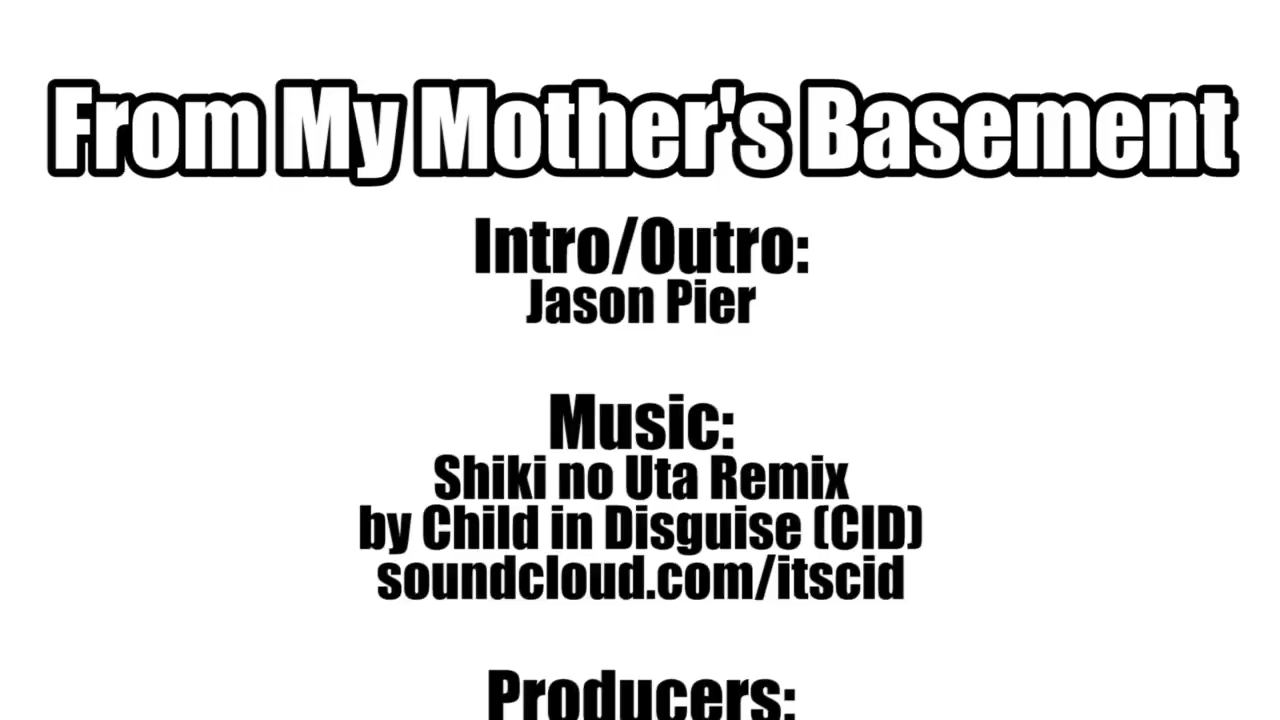 From My Mother's Basement
Intro/Outro:
Jason Pier
Music:
Shiki no Uta Remix
by Child in Disguise (CID)
soundcloud.com/itscid
Producers: